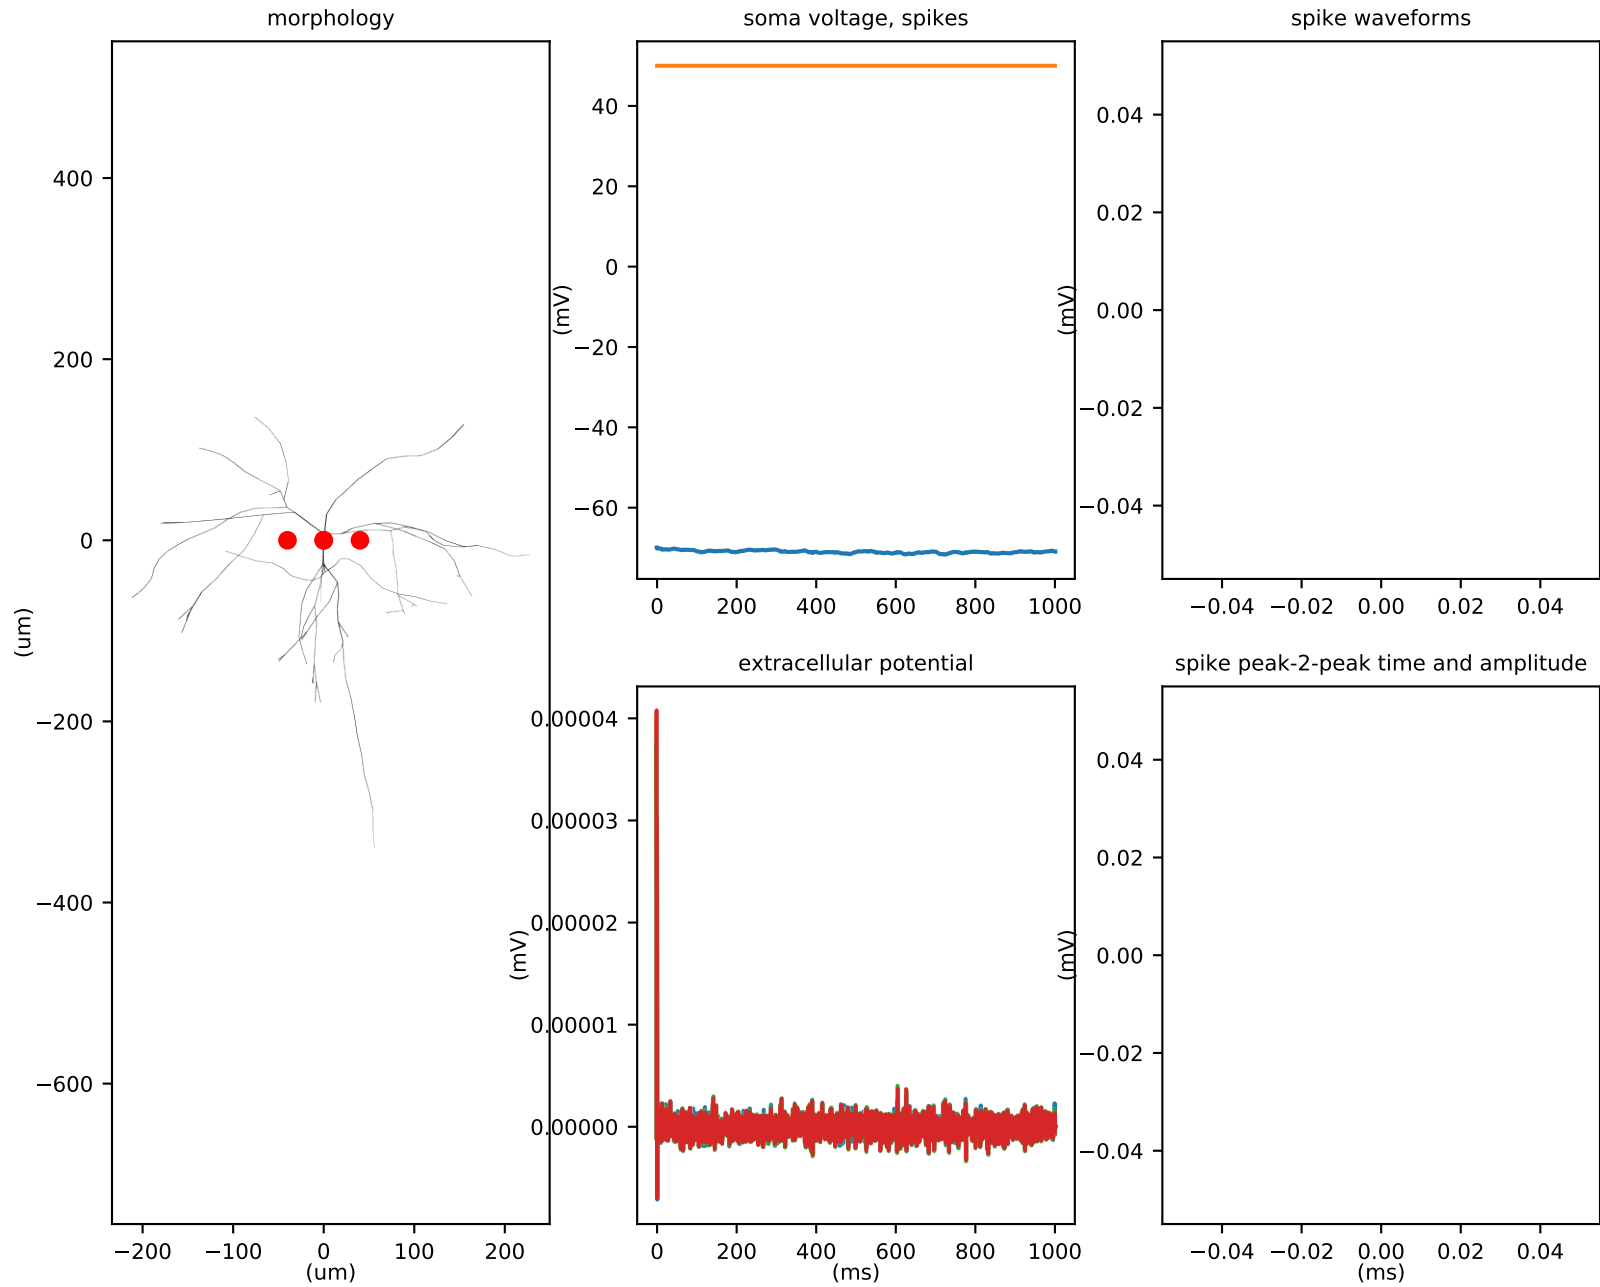 morphology
400
200
0
−200
−400
−600
(um)
−200 −100 0 100 200
(um)
soma voltage, spikes
40
20
0
−20
−40
−60
(mV)
0 200 400 600 800 1000
spike waveforms
0.04
0.02
0.00
−0.02
−0.04
(mV)
−0.04 −0.02 0.00 0.02 0.04
extracellular potential
0.00004
0.00003
0.00002
0.00001
0.00000
(mV)
0 200 400 600 800 1000
(ms)
spike peak-2-peak time and amplitude
0.04
0.02
0.00
−0.02
−0.04
(mV)
−0.04 −0.02 0.00 0.02 0.04
(ms)